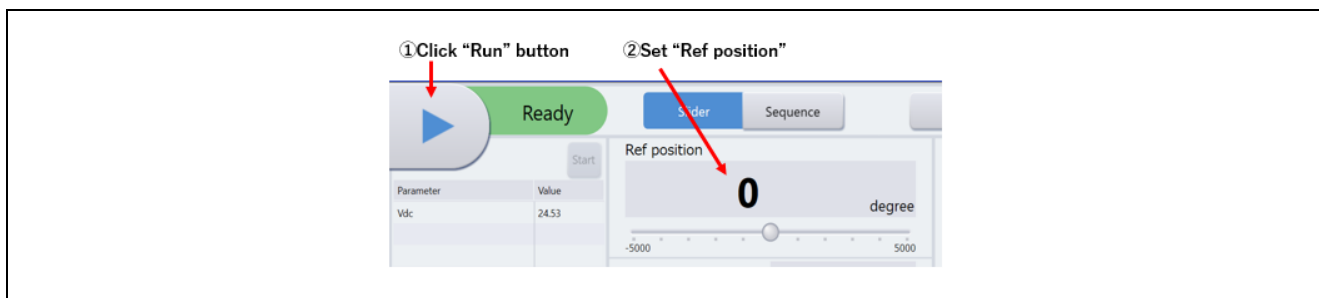 ①Click “Run” button ②Set “Ref position”
Ready Slider Sequence
Start Ref position
Parameter Value 0 degree
Vdc 24.53
-5000 5000